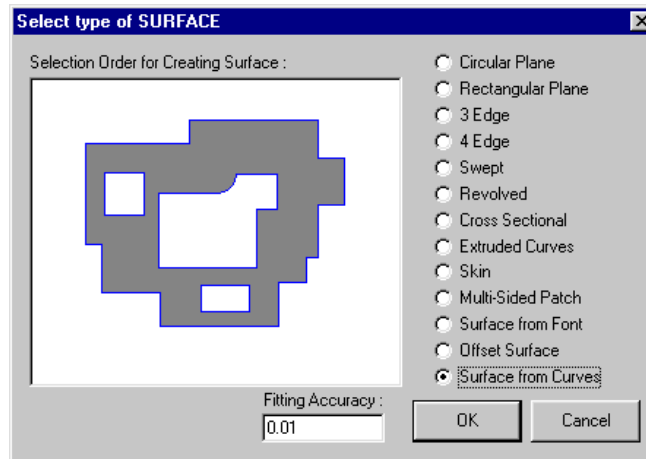 Select type of SURFACE
Selection Order for Creating Surface :
Circular Plane
Rectangular Plane
3 Edge
4 Edge
Swept
Revolved
Cross Sectional
Extruded Curves
Skin
Multi-Sided Patch
Surface from Font
Offset Surface
Surface from Curves
Fitting Accuracy :
0.01
OK
Cancel